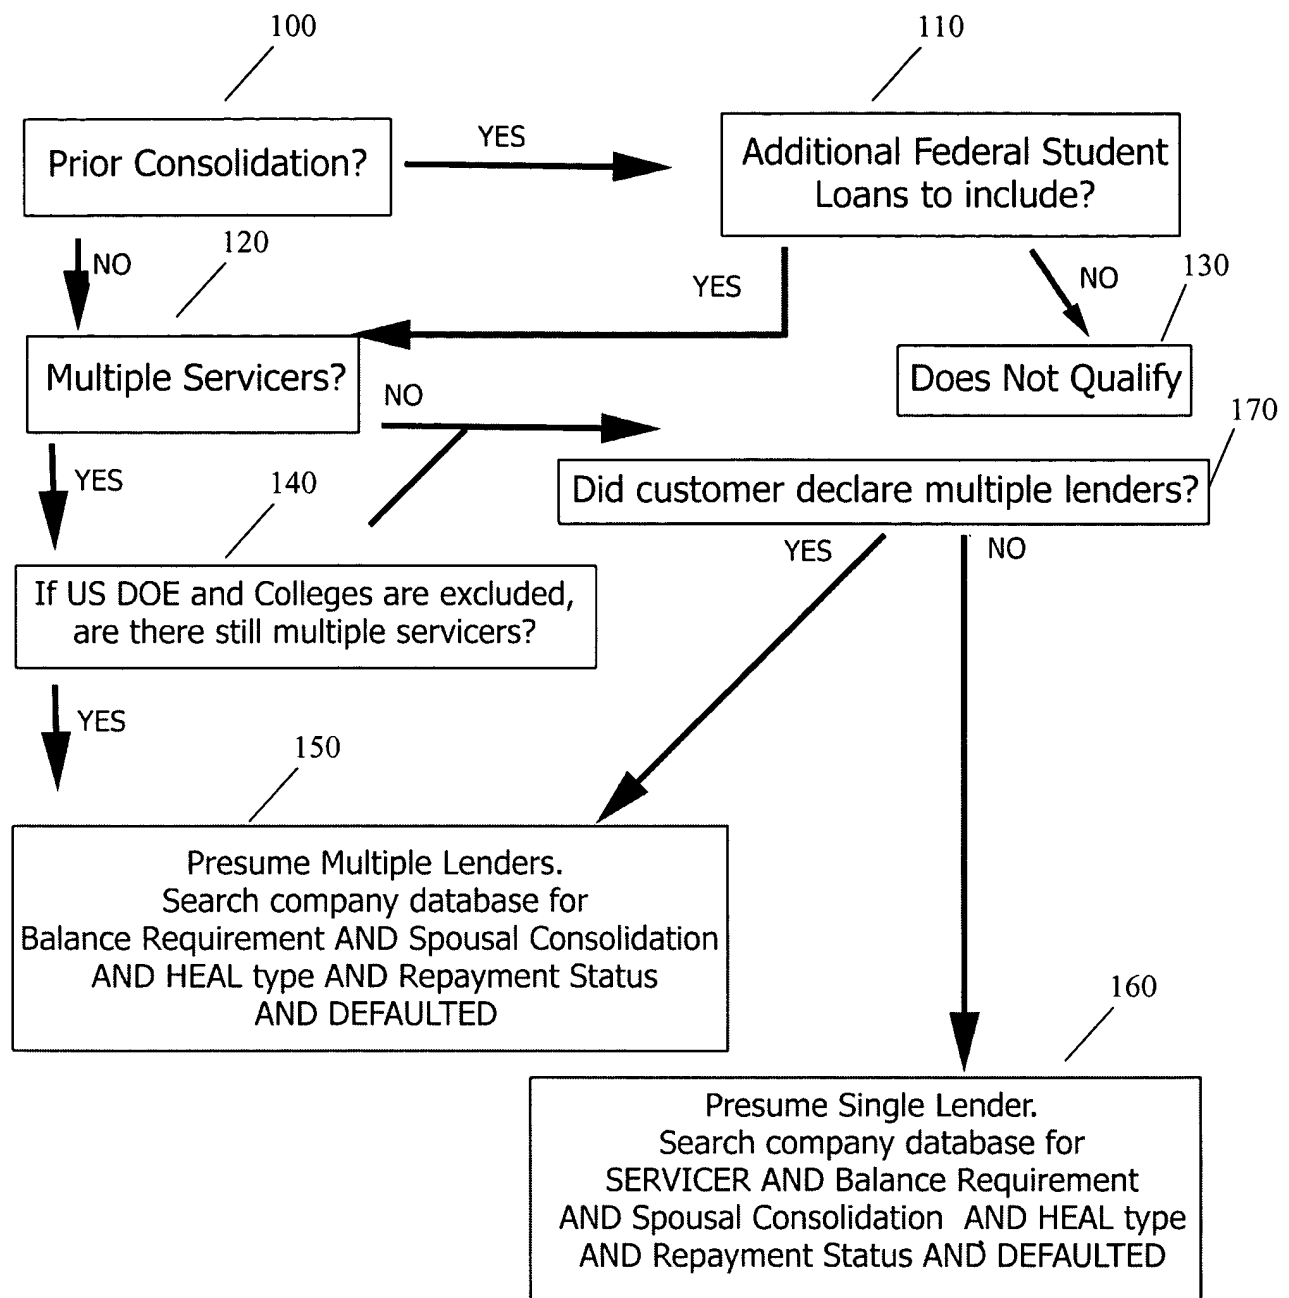 100
110
Prior Consolidation?
YES
Additional Federal Student
Loans to include?
120
NO
YES
NO
130
Multiple Servicers?
NO
Does Not Qualify
170
YES
140
Did customer declare multiple lenders?
YES
NO
If US DOE and Colleges are excluded,
are there still multiple servicers?
YES
150
Presume Multiple Lenders.
Search company database for
Balance Requirement AND Spousal Consolidation
AND HEAL type AND Repayment Status
AND DEFAULTED
160
Presume Single Lender.
Search company database for
SERVICER AND Balance Requirement
AND Spousal Consolidation AND HEAL type
AND Repayment Status AND DEFAULTED